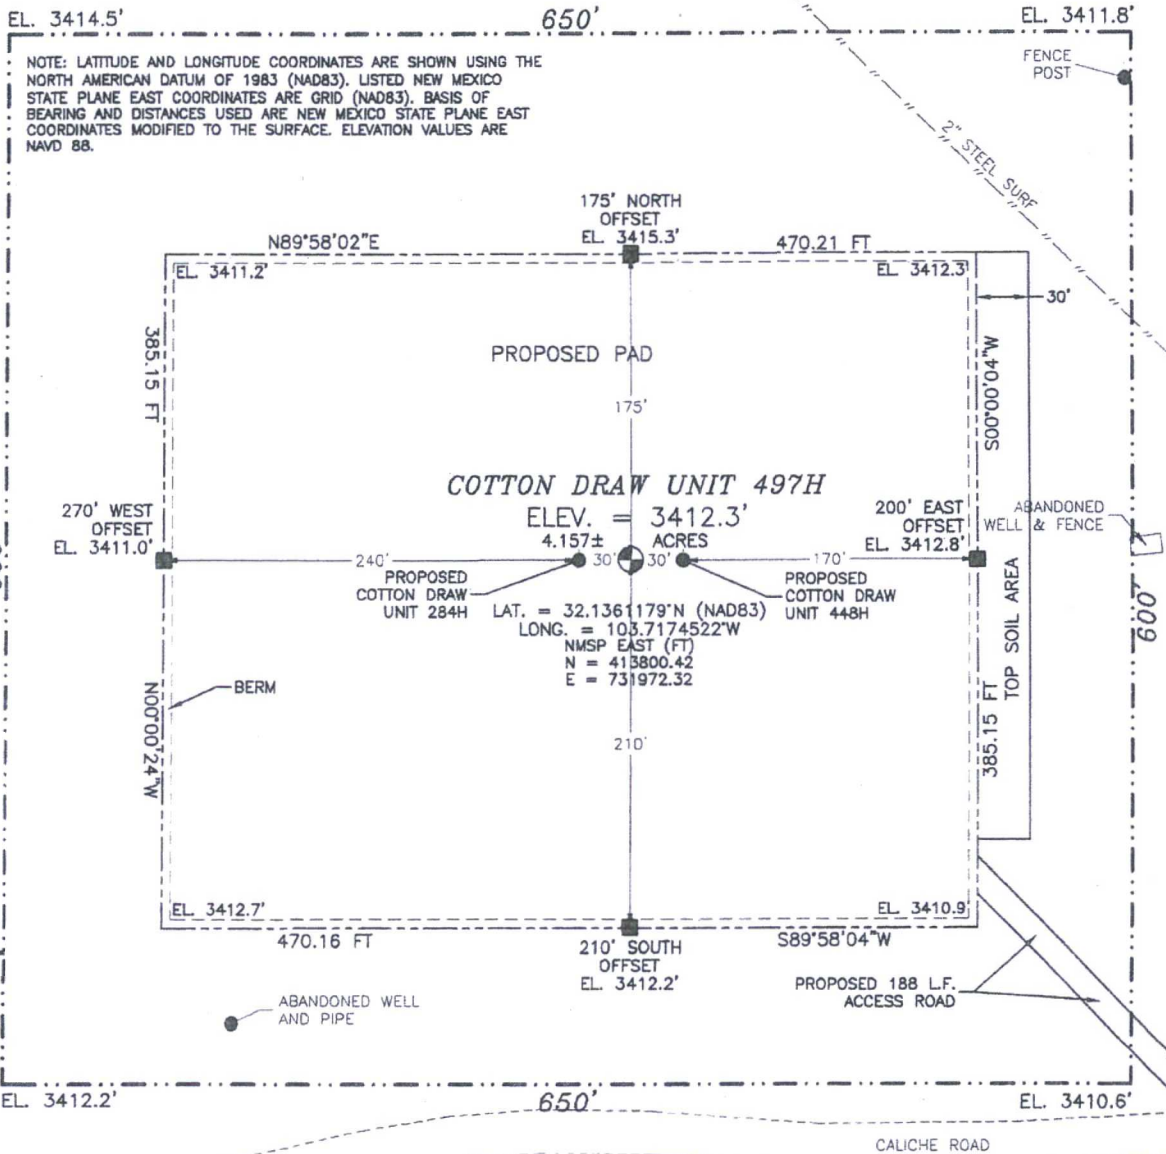 EL. 3414.5'
650'
EL. 3411.8'
NOTE: LATITUDE AND LONGITUDE COORDINATES ARE SHOWN USING THE
NORTH AMERICAN DATUM OF 1983 (NAD83). LISTED NEW MEXICO
STATE PLANE EAST COORDINATES ARE GRID (NAD83). BASIS OF
BEARING AND DISTANCES USED ARE NEW MEXICO STATE PLANE EAST
COORDINATES MODIFIED TO THE SURFACE. ELEVATION VALUES ARE
NAVD 88.
FENCE
POST
2" STEEL SURF
175' NORTH
OFFSET
EL. 3415.3'
N89°58'02"E
470.21 FT
EL. 3411.2'
EL. 3412.3'
30'
385.15 FT
PROPOSED PAD
S00°00'04"W
175'
COTTON DRAW UNIT 497H
ELEV. = 3412.3'
4.157± ACRES
270' WEST
OFFSET
EL. 3411.0'
200' EAST
OFFSET
EL. 3412.8'
ABANDONED
WELL & FENCE
240'
30'
30'
170'
PROPOSED
COTTON DRAW
UNIT 284H
PROPOSED
COTTON DRAW
UNIT 448H
LAT. = 32.1361179°N (NAD83)
LONG. = 103.7174522°W
NMSP EAST (FT)
N = 413800.42
E = 731972.32
600'
TOP SOIL AREA
BERM
N00°00'24"W
385.15 FT
210'
EL. 3412.7'
EL. 3410.9'
470.16 FT
S89°58'04"W
210' SOUTH
OFFSET
EL. 3412.2'
PROPOSED 188 L.F.
ACCESS ROAD
ABANDONED WELL
AND PIPE
EL. 3412.2'
650'
EL. 3410.6'
CALICHE ROAD